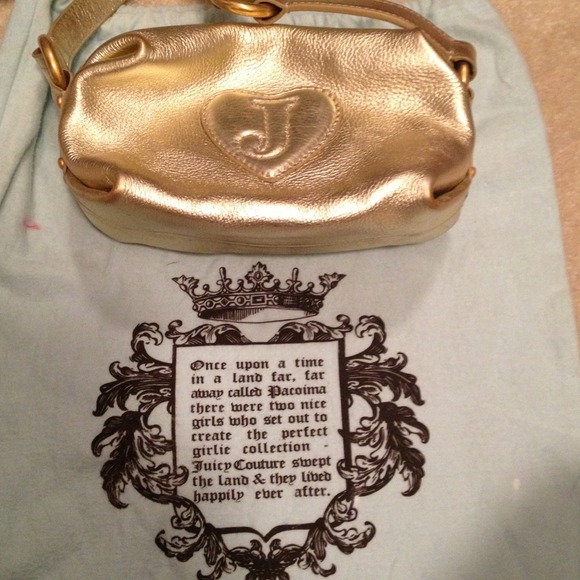 J
Once upon a time
in a land far, far
away called Pacoima
there were two nice
girls who set out to
create the perfect
girlie collection -
Juicy Couture swept
the land & they lived
happily ever after.